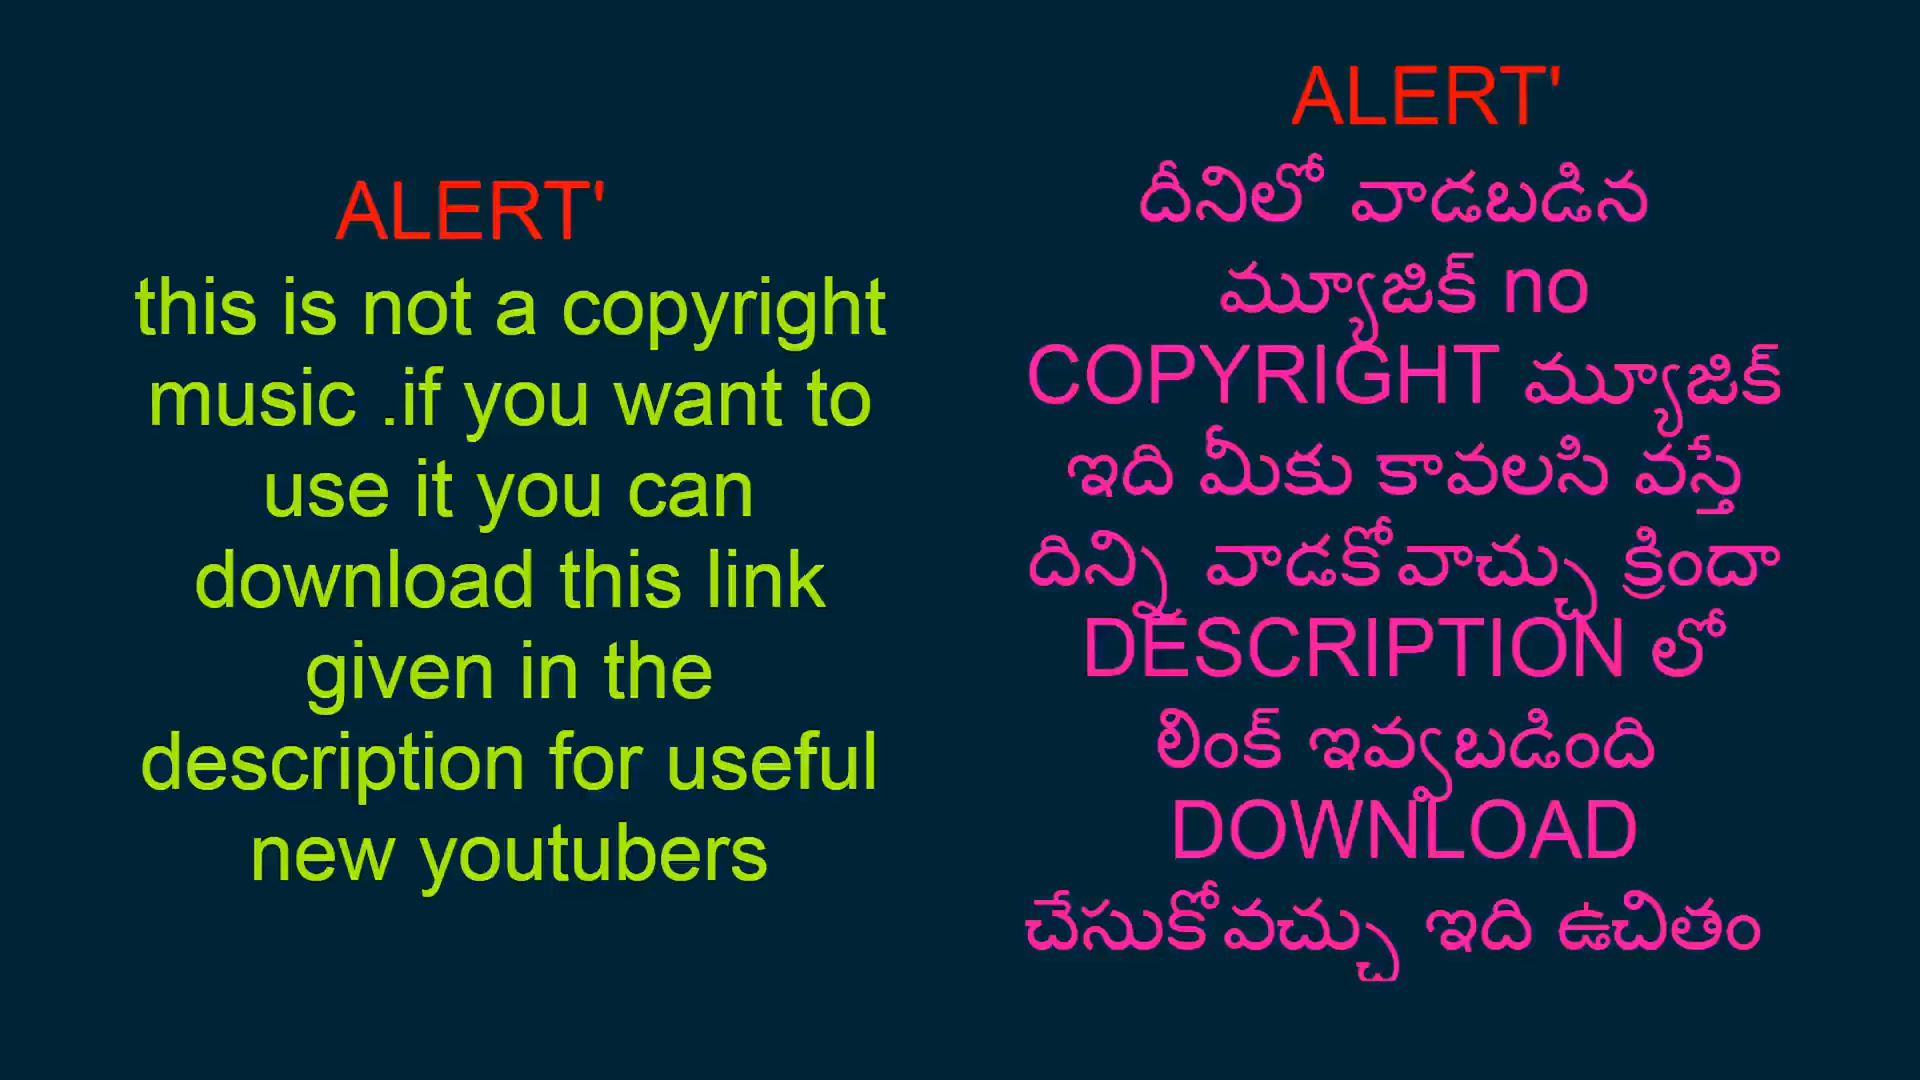 ALERT'
this is not a copyright
music .if you want to
use it you can
download this link
given in the
description for useful
new youtubers
ALERT'
దీనిలో వాడబడిన
మ్యూజిక్ no
COPYRIGHT మ్యూజిక్
ఇది మీకు కావలసి వస్తే
దిన్ని వాడకోవాచ్చు క్రిందా
DESCRIPTION లో
లింక్ ఇవ్వబడింది
DOWNLOAD
చేసుకోవచ్చు ఇది ఉచితం